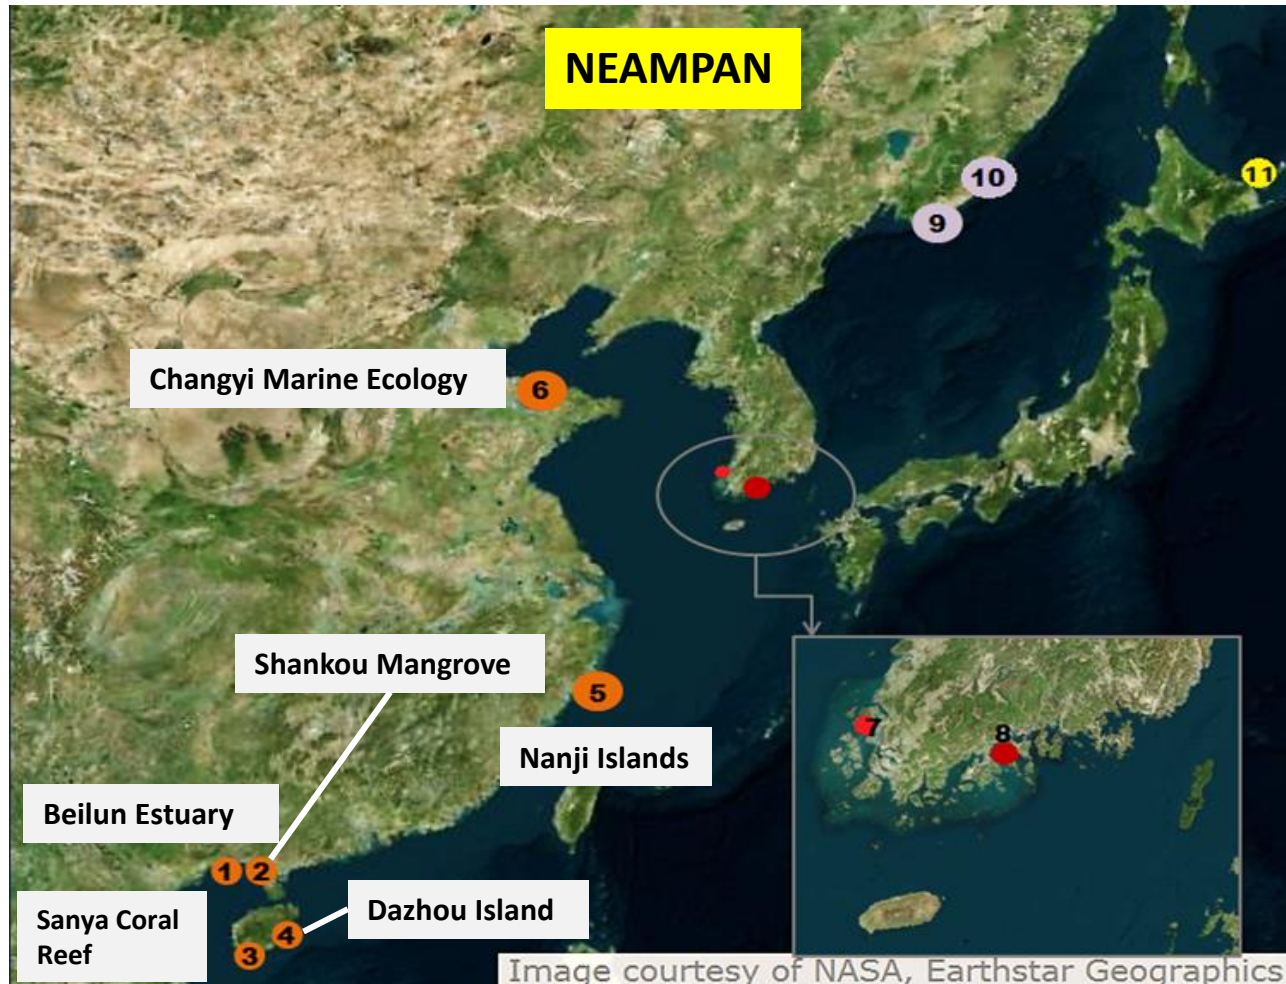 NEAMPAN
10
11
9
Changyi Marine Ecology
6
Shankou Mangrove
5
7
8
Nanji Islands
Beilun Estuary
1
2
Sanya Coral
Reef
Dazhou Island
4
3
Image courtesy of NASA, Earthstar Geographics